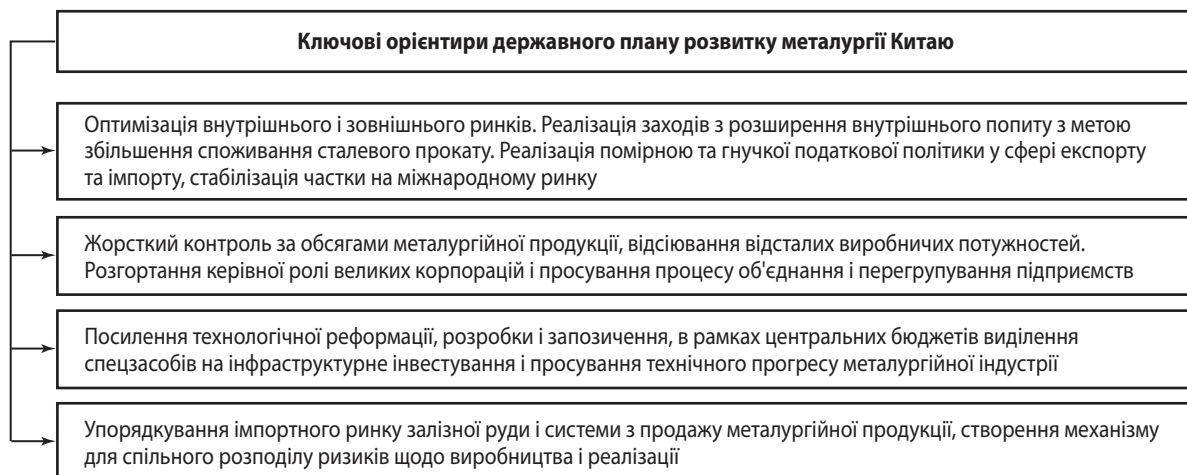 Ключові орієнтири державного плану розвитку металургії Китаю
Оптимізація внутрішнього і зовнішнього ринків. Реалізація заходів з розширення внутрішнього попиту з метою
збільшення споживання сталевого прокату. Реалізація помірною та гнучкої податкової політики у сфері експорту
та імпорту, стабілізація частки на міжнародному ринку
Жорсткий контроль за обсягами металургійної продукції, відсіювання відсталих виробничих потужностей.
Розгортання керівної ролі великих корпорацій і просування процесу об'єднання і перегрупування підприємств
Посилення технологічної реформації, розробки і запозичення, в рамках центральних бюджетів виділення
спецзасобів на інфраструктурне інвестування і просування технічного прогресу металургійної індустрії
Упорядкування імпортного ринку залізної руди і системи з продажу металургійної продукції, створення механізму
для спільного розподілу ризиків щодо виробництва і реалізації